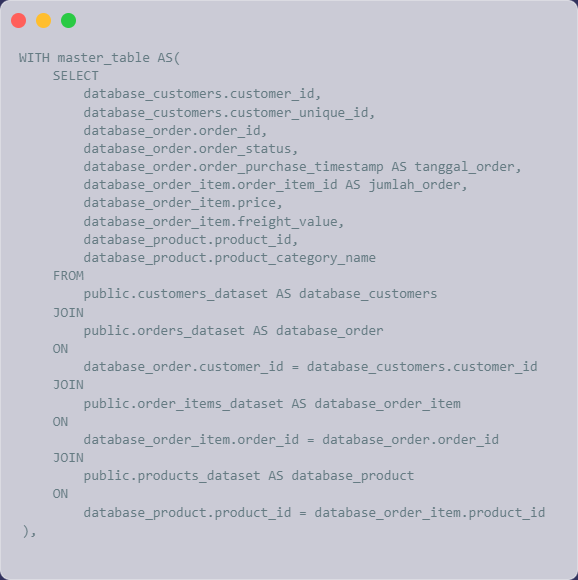 WITH master_table AS(
SELECT
database_customers.customer_id,
database_customers.customer_unique_id,
database_order.order_id,
database_order.order_status,
database_order.order_purchase_timestamp AS tanggal_order,
database_order_item.order_item_id AS jumlah_order,
database_order_item.price,
database_order_item.freight_value,
database_product.product_id,
database_product.product_category_name
FROM
public.customers_dataset AS database_customers
JOIN
public.orders_dataset AS database_order
ON
database_order.customer_id = database_customers.customer_id
JOIN
public.order_items_dataset AS database_order_item
ON
database_order_item.order_id = database_order.order_id
JOIN
public.products_dataset AS database_product
ON
database_product.product_id = database_order_item.product_id
),